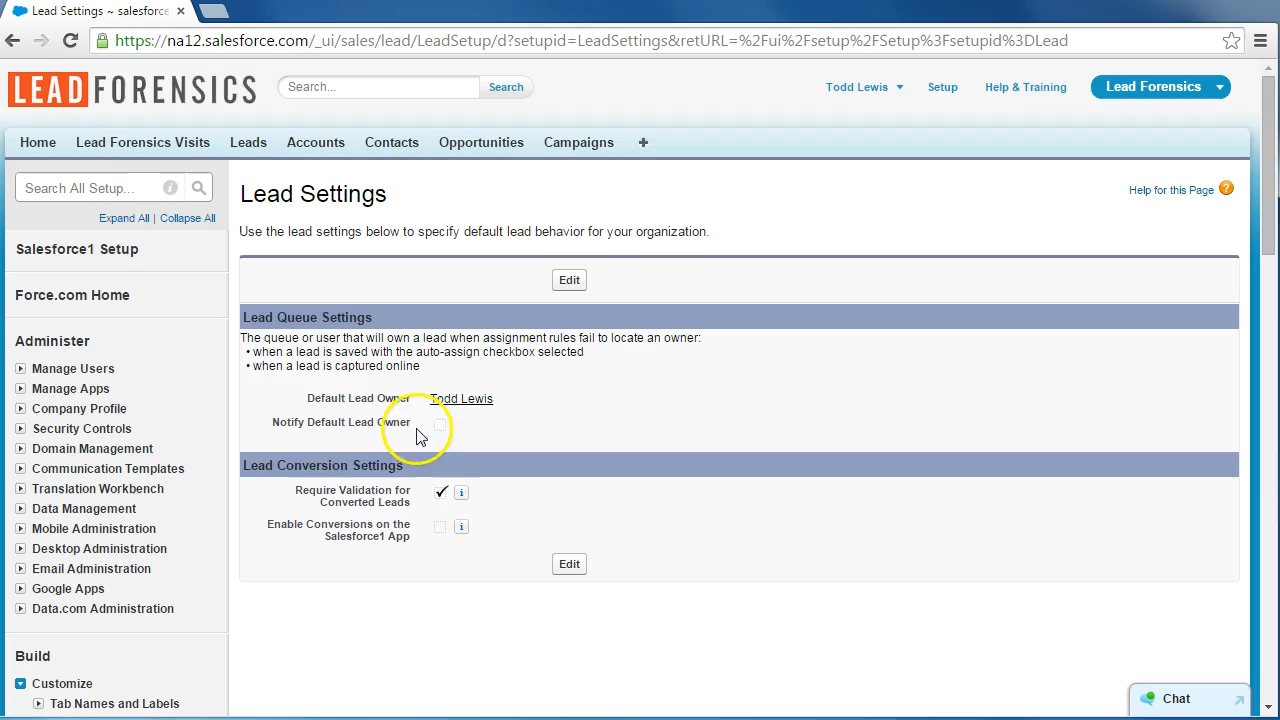 Lead Settings ~ salesforce
https://na12.salesforce.com/_ui/sales/lead/LeadSetup/d?setupid=LeadSettings&retURL=%2Fui%2Fsetup%2FSetup%3Fsetupid%3DLead
LEAD FORENSICS
Search...
Search
Todd Lewis
Setup
Help & Training
Lead Forensics
Home
Lead Forensics Visits
Leads
Accounts
Contacts
Opportunities
Campaigns
+
Search All Setup...
Expand All | Collapse All
Salesforce1 Setup
Force.com Home
Administer
Manage Users
Manage Apps
Company Profile
Security Controls
Domain Management
Communication Templates
Translation Workbench
Data Management
Mobile Administration
Desktop Administration
Email Administration
Google Apps
Data.com Administration
Build
Customize
Tab Names and Labels
Lead Settings
Help for this Page ?
Use the lead settings below to specify default lead behavior for your organization.
Edit
Lead Queue Settings
The queue or user that will own a lead when assignment rules fail to locate an owner:
• when a lead is saved with the auto-assign checkbox selected
• when a lead is captured online
Default Lead Owner Todd Lewis
Notify Default Lead Owner
Lead Conversion Settings
Require Validation for
Converted Leads
Enable Conversions on the
Salesforce1 App
Edit
Chat